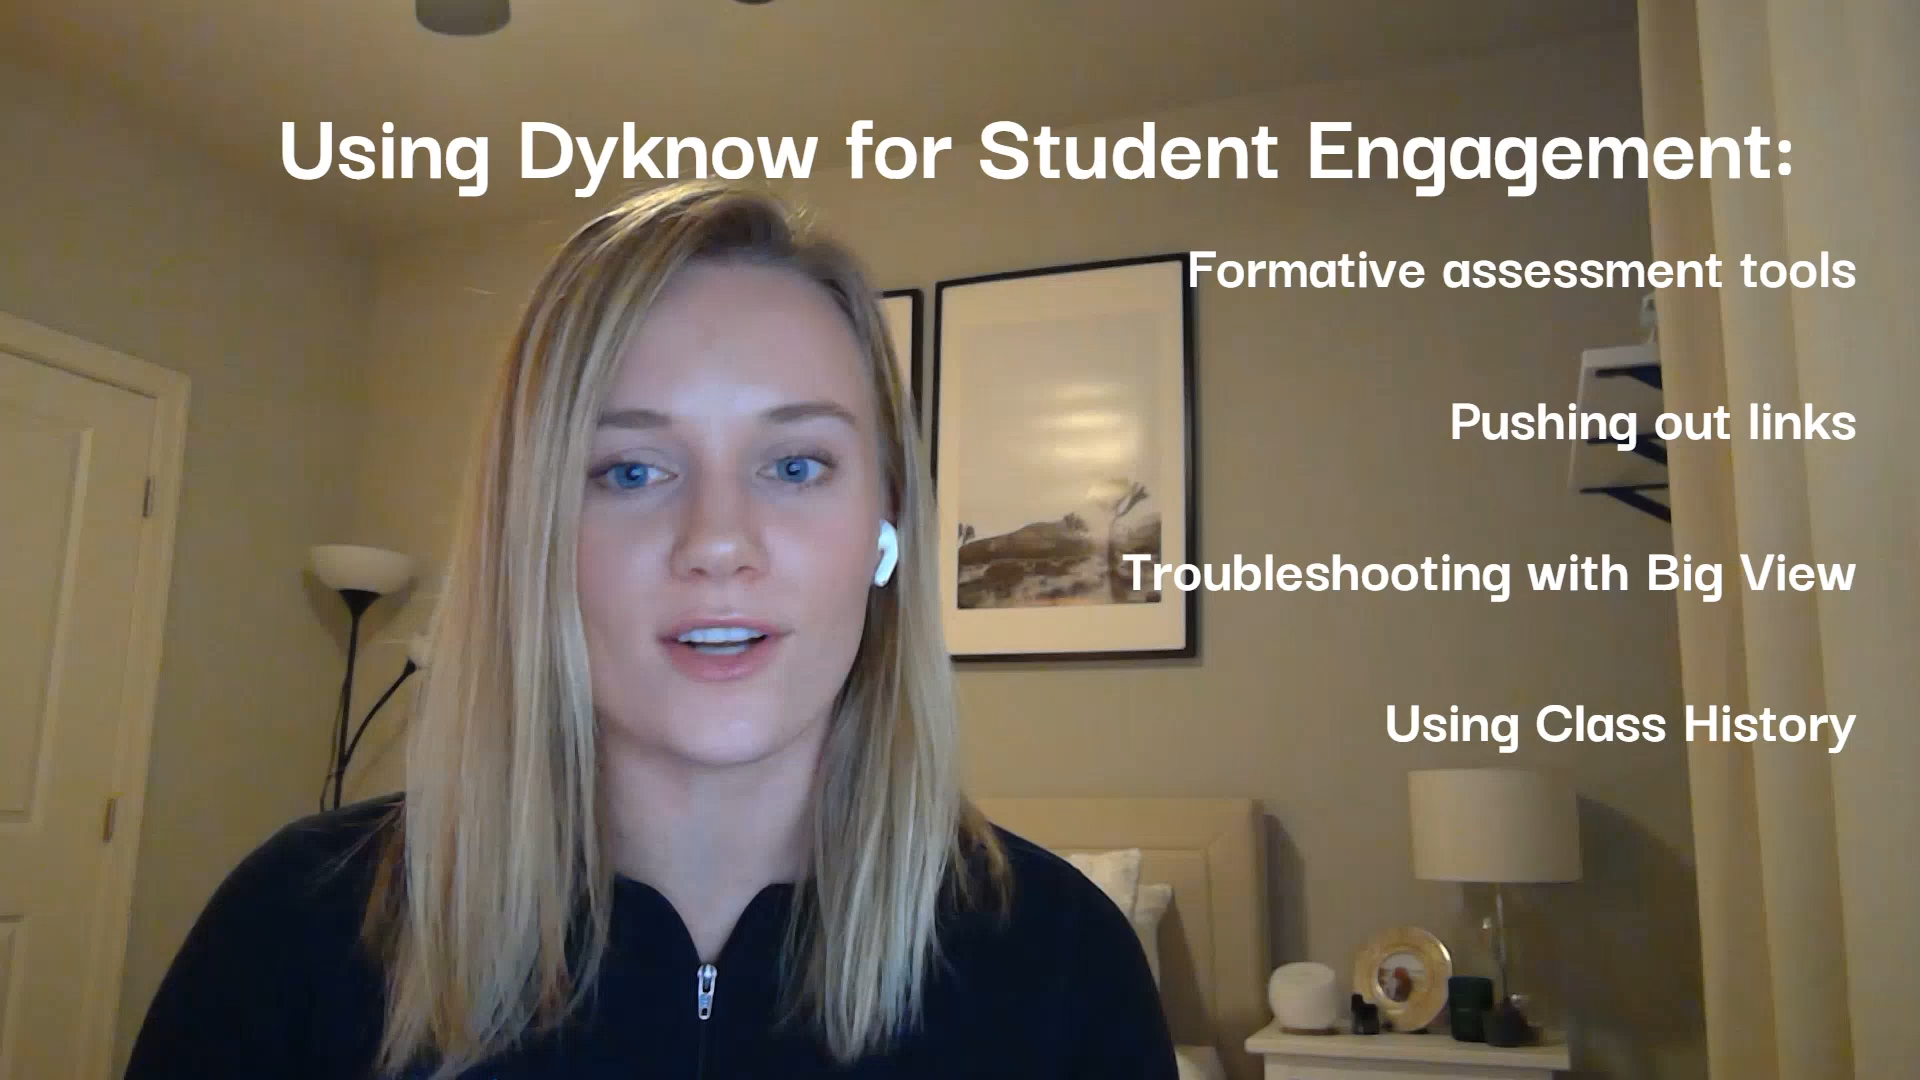 Using Dyknow for Student Engagement:
Formative assessment tools
Pushing out links
Troubleshooting with Big View
Using Class History